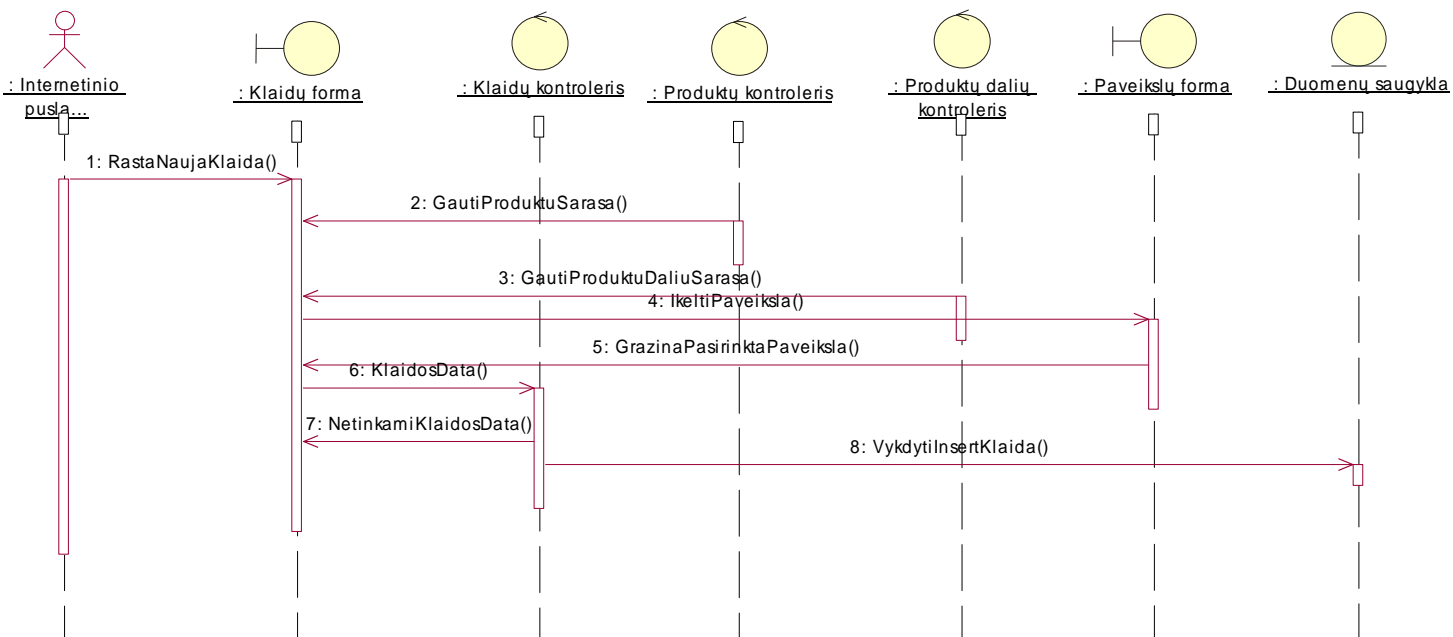 : Internetinio
pusla...
: Klaidų forma
: Klaidų kontroleris
: Produktų kontroleris
: Produktų dalių
kontroleris
: Paveikslų forma
: Duomenų saugykla
1: RastaNaujaKlaida()
2: GautiProduktuSarasa()
3: GautiProduktuDaliuSarasa()
4: IkeltiPaveiksla()
5: GrazinaPasirinktaPaveiksla()
6: KlaidosData()
7: NetinkamiKlaidosData()
8: VykdytiInsertKlaida()